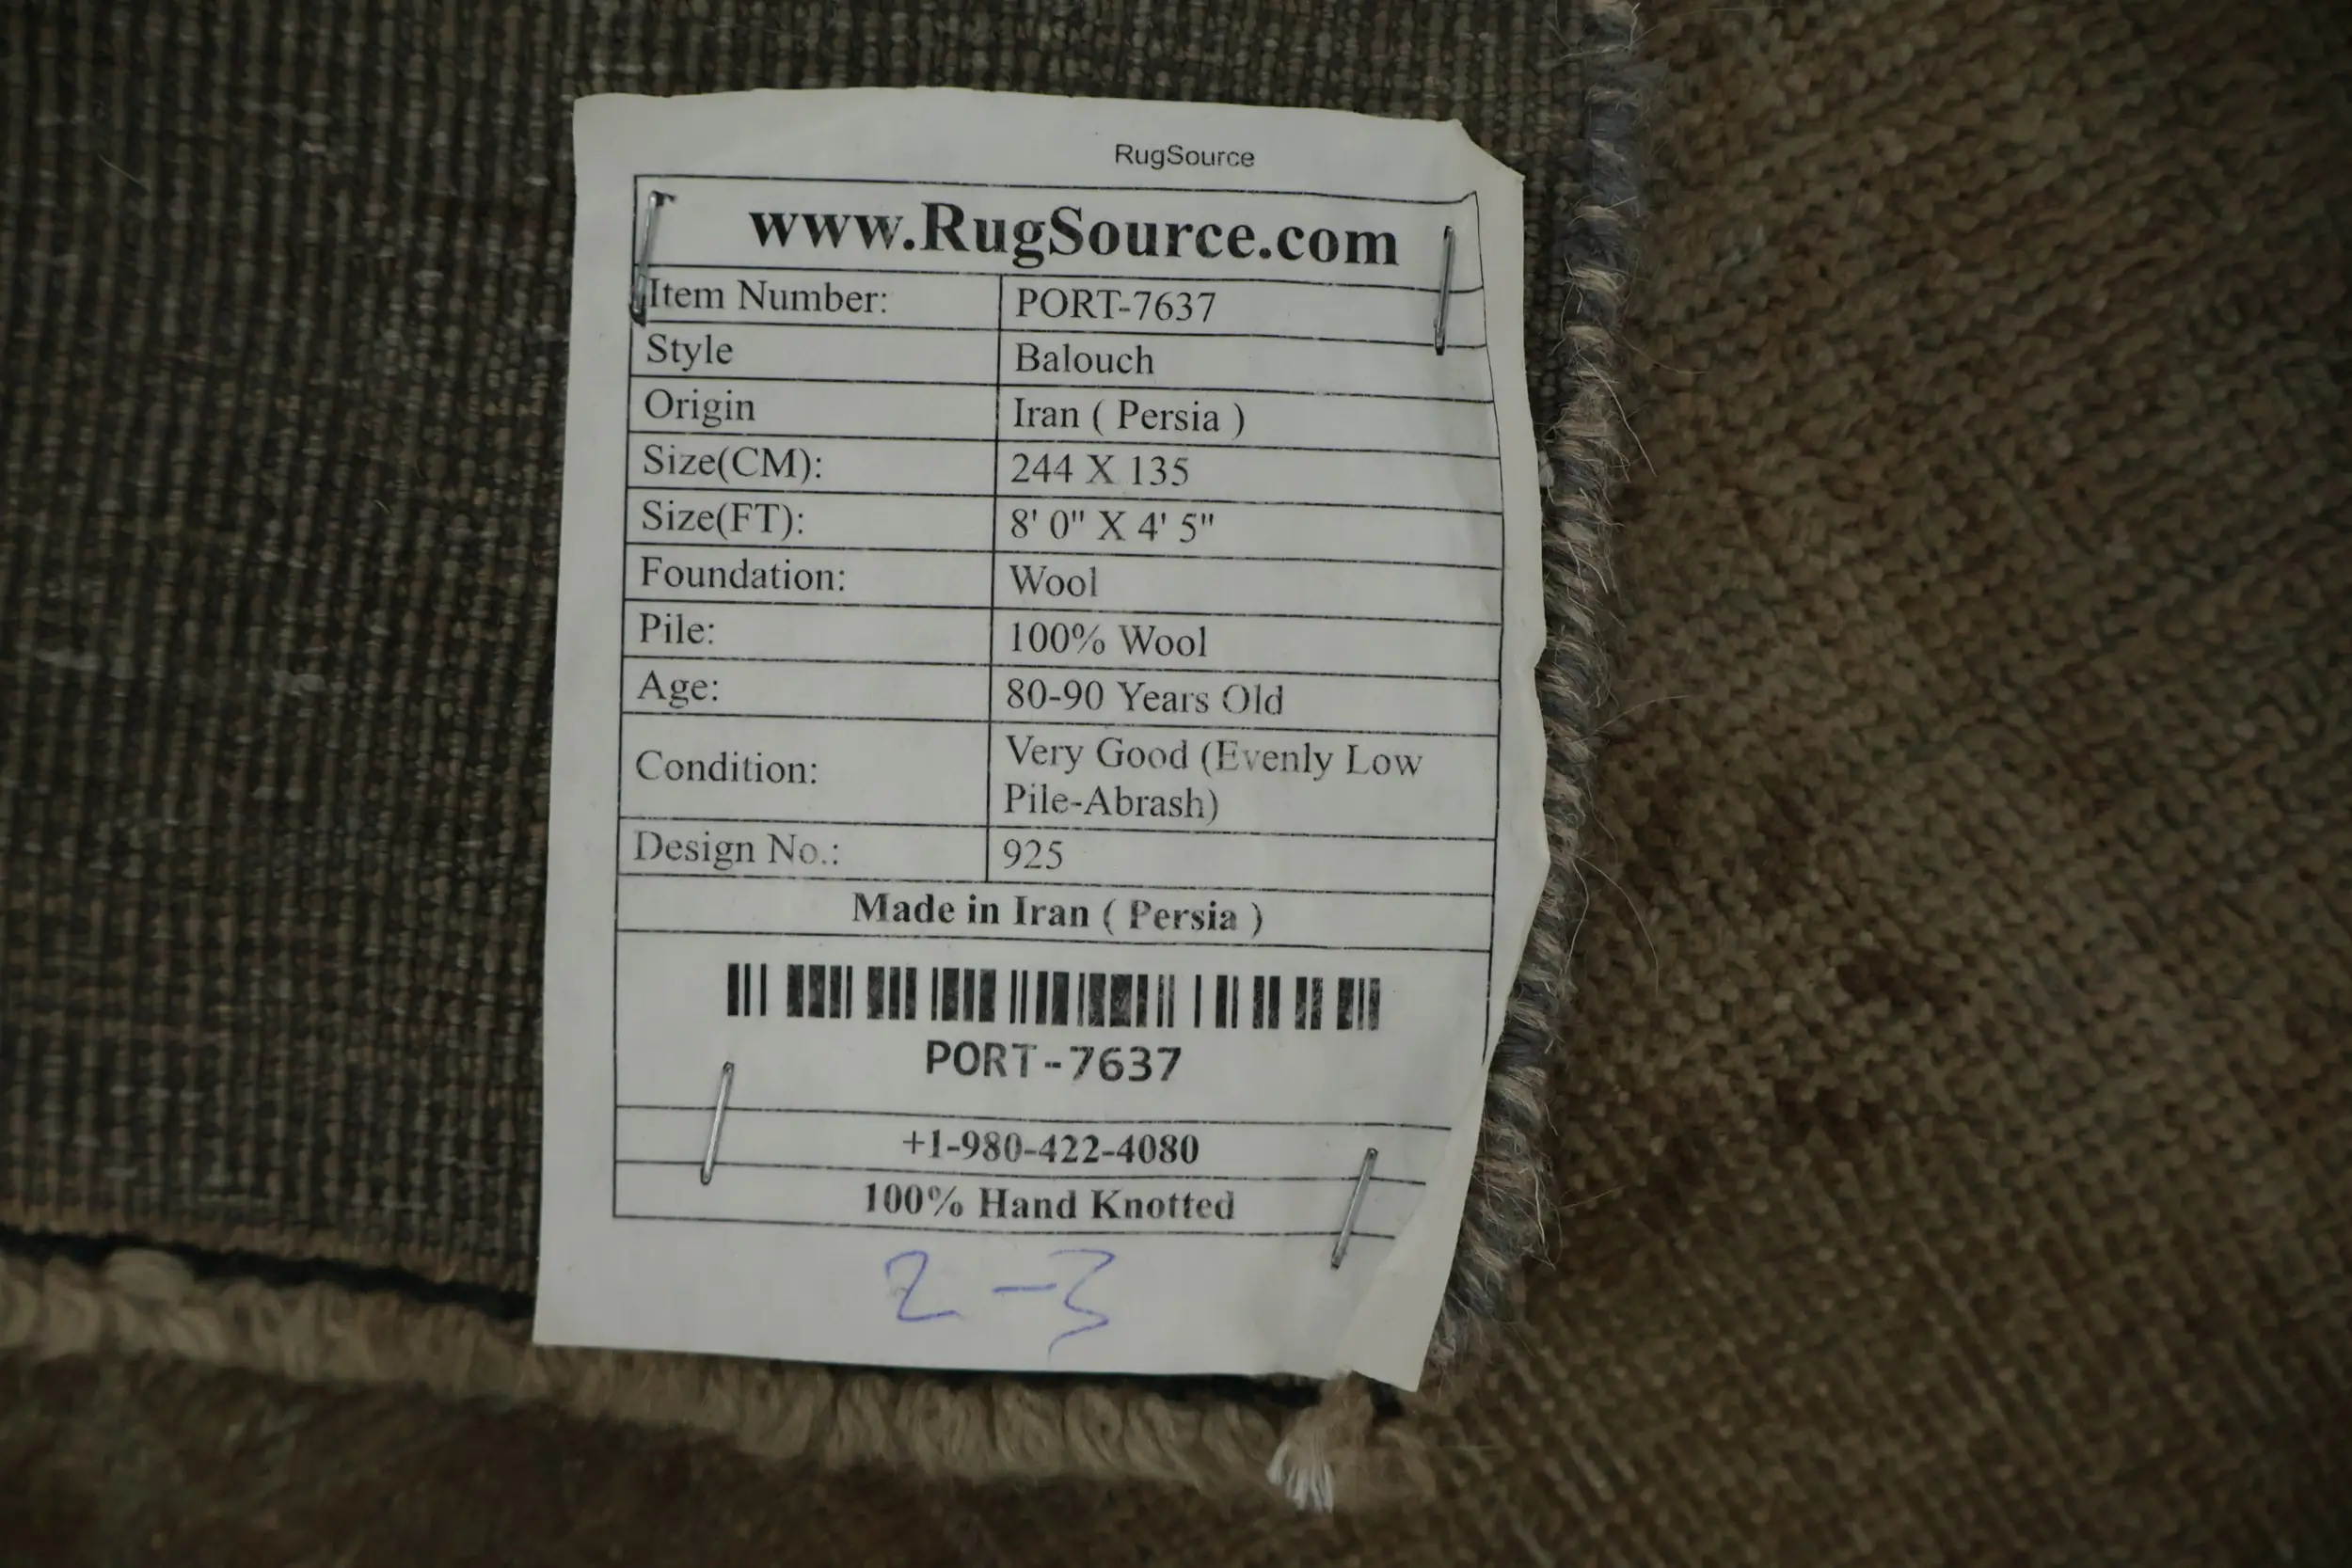 RugSource
www.RugSource.com
Item Number: PORT-7637
Style Balouch
Origin Iran ( Persia )
Size(CM): 244 X 135
Size(FT): 8' 0" X 4' 5"
Foundation: Wool
Pile: 100% Wool
Age: 80-90 Years Old
Condition: Very Good (Evenly Low
Pile-Abrash)
Design No.: 925
Made in Iran ( Persia )
PORT-7637
+1-980-422-4080
100% Hand Knotted
2-3